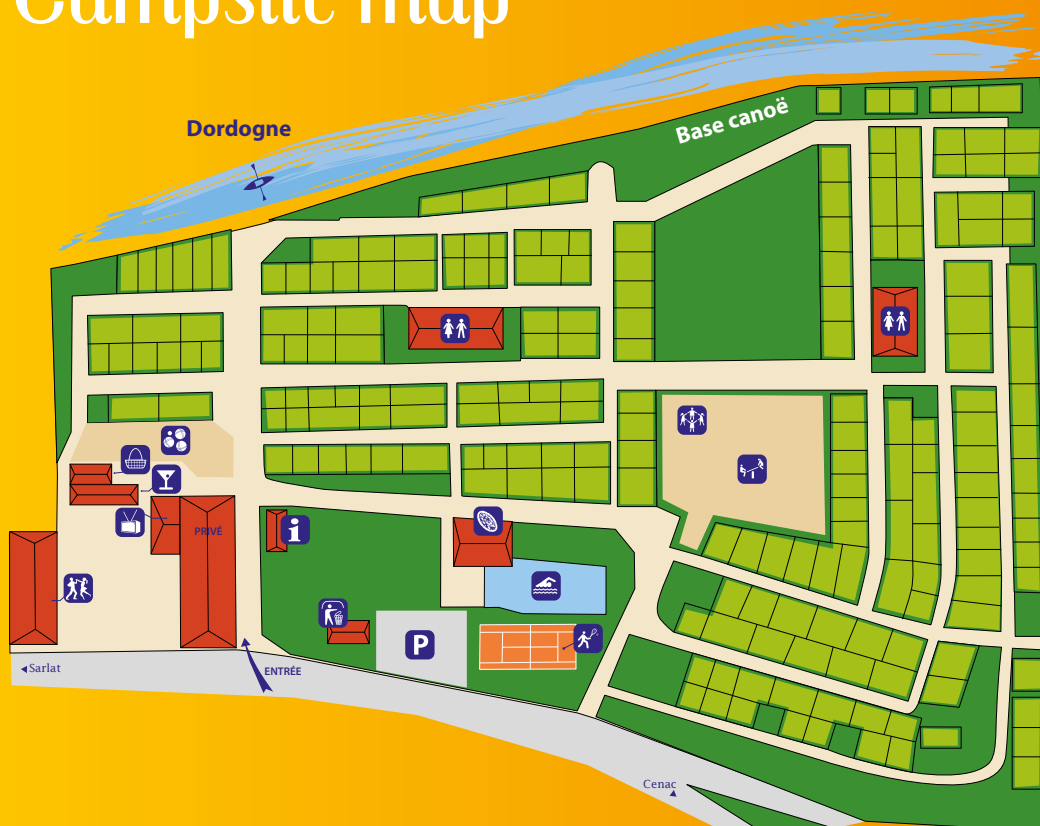 Campsite map
Dordogne
Base canoë
PRIVÉ
i
P
Sarlat
ENTRÉE
Cenac